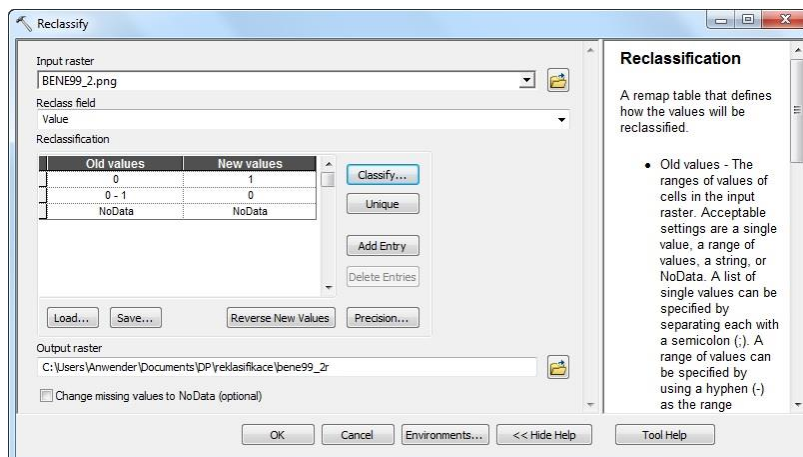 Reclassify
Input raster
BENE99_2.png
Reclass field
Value
Reclassification
Old values New values
0 1
0 - 1 0
NoData NoData
Classify...
Unique
Add Entry
Delete Entries
Load... Save... Reverse New Values Precision...
Output raster
C:\Users\Anwender\Documents\DP\reklasifikace\bene99_2r
Change missing values to NoData (optional)
OK Cancel Environments... << Hide Help Tool Help
Reclassification
A remap table that defines
how the values will be
reclassified.
• Old values - The
ranges of values of
cells in the input
raster. Acceptable
settings are a single
value, a range of
values, a string, or
NoData. A list of
single values can be
specified by
separating each with
a semicolon (;). A
range of values can
be specified by
using a hyphen (-)
as the range